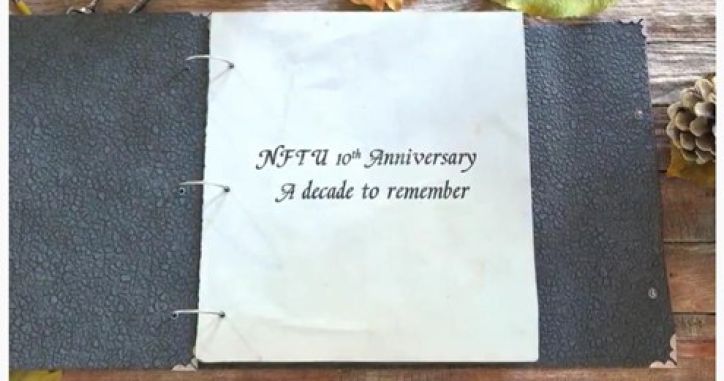 NFTU 10th Anniversary
A decade to remember